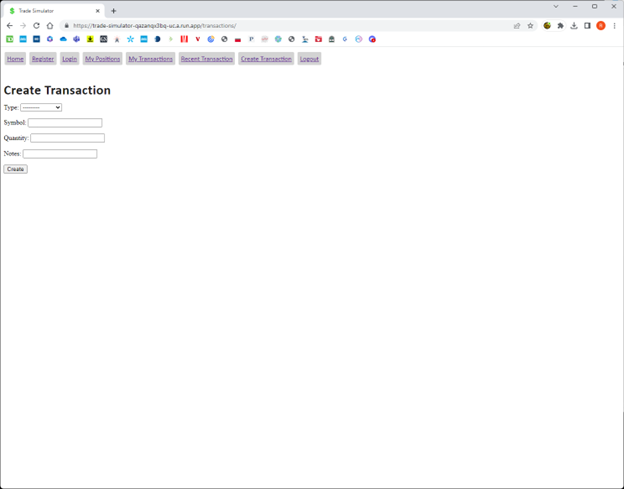 Trade Simulator
https://trade-simulator-qazanqx3bq-uc.a.run.app/transactions/
Home Register Login My Positions My Transactions Recent Transaction Create Transaction Logout
Create Transaction
Type: ---------
Symbol:
Quantity:
Notes:
Create